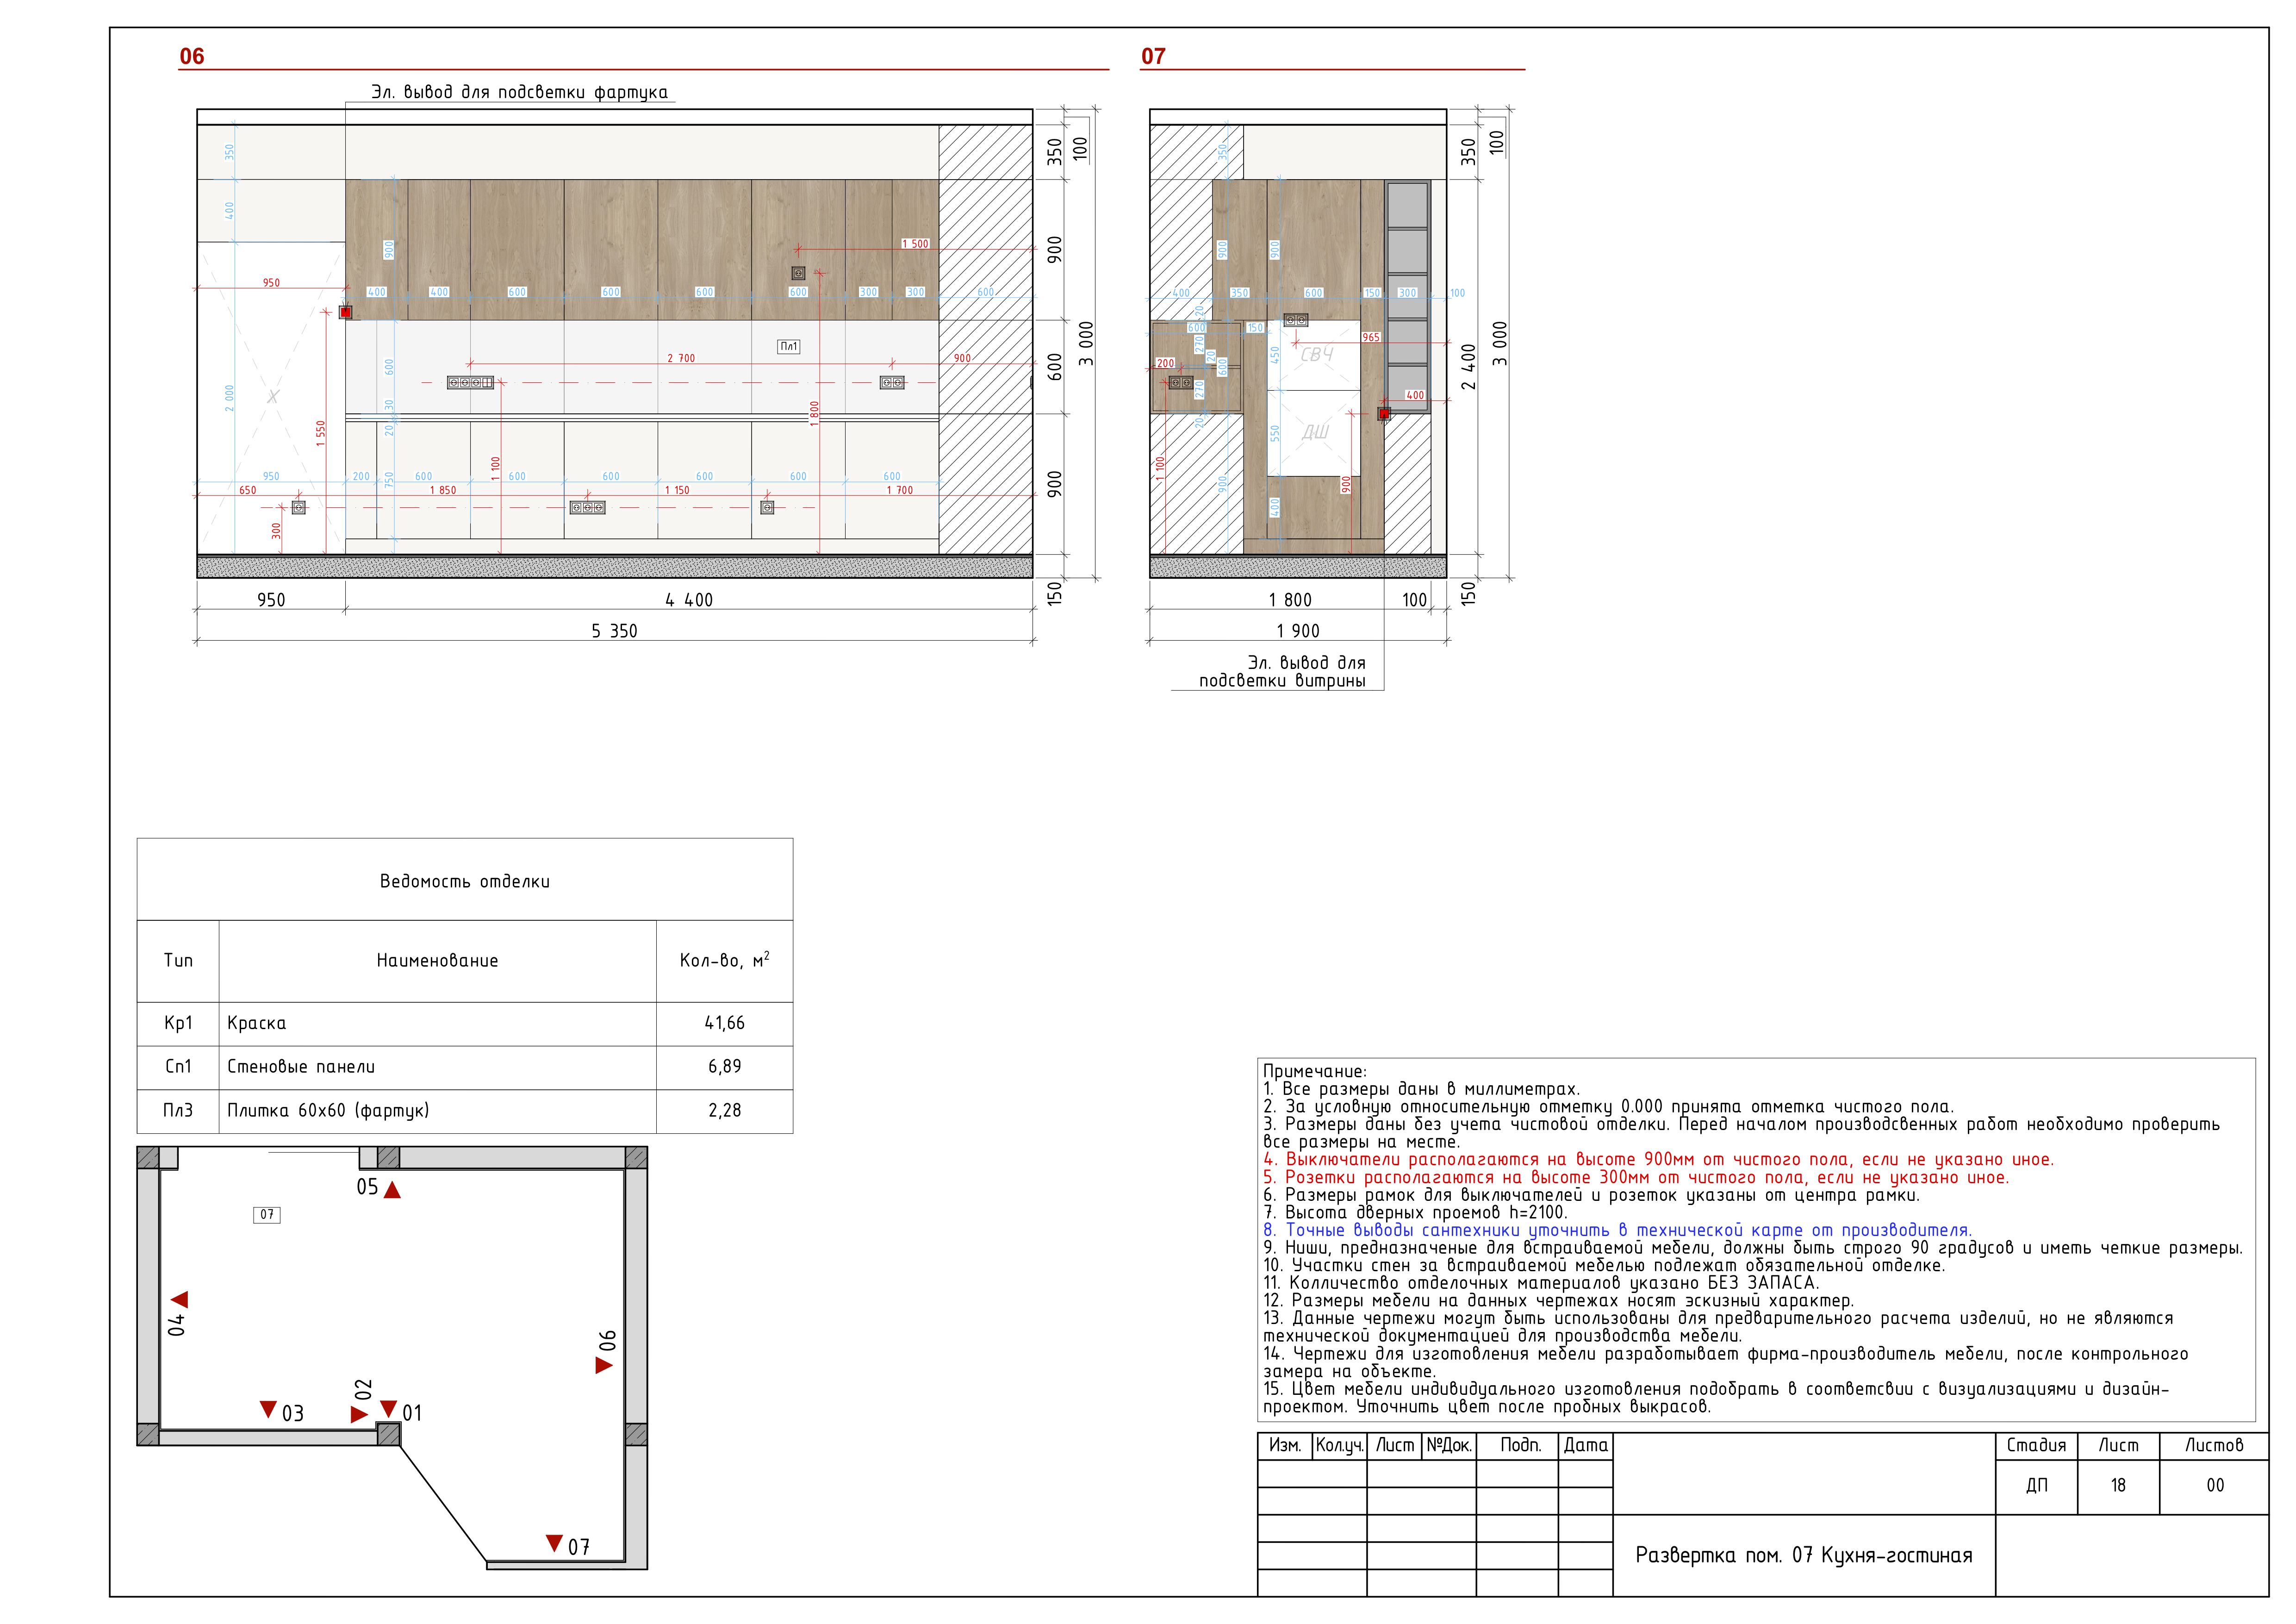 06
Эл. вывод для подсветки фартука
350
400
2 000
950
950
650
300
1 550
900
600
30
20
750
400
400
600
600
600
600
300
300
600
1 500
Пл1
2 700
900
1 800
1 100
200
600
600
600
600
600
600
1 850
1 150
1 700
Х
350
100
900
600
900
3 000
150
950
4 400
5 350
07
350
900
900
400
350
600
150
300
100
20
600
150
270
20
600
270
20
200
450
СВЧ
965
550
ДШ
400
1 100
900
400
900
350
100
2 400
3 000
150
1 800
100
1 900
Эл. вывод для
подсветки витрины
Ведомость отделки
Тип Наименование Кол-во, м2
Кр1 Краска 41,66
Сп1 Стеновые панели 6,89
Пл3 Плитка 60х60 (фартук) 2,28
05
07
04
06
02
03
01
07
Примечание:
1. Все размеры даны в миллиметрах.
2. За условную относительную отметку 0.000 принята отметка чистого пола.
3. Размеры даны без учета чистовой отделки. Перед началом производсвенных работ необходимо проверить
все размеры на месте.
4. Выключатели располагаются на высоте 900мм от чистого пола, если не указано иное.
5. Розетки располагаются на высоте 300мм от чистого пола, если не указано иное.
6. Размеры рамок для выключателей и розеток указаны от центра рамки.
7. Высота дверных проемов h=2100.
8. Точные выводы сантехники уточнить в технической карте от производителя.
9. Ниши, предназначеные для встраиваемой мебели, должны быть строго 90 градусов и иметь четкие размеры.
10. Участки стен за встраиваемой мебелью подлежат обязательной отделке.
11. Колличество отделочных материалов указано БЕЗ ЗАПАСА.
12. Размеры мебели на данных чертежах носят эскизный характер.
13. Данные чертежи могут быть использованы для предварительного расчета изделий, но не являются
технической документацией для производства мебели.
14. Чертежи для изготовления мебели разработывает фирма-производитель мебели, после контрольного
замера на объекте.
15. Цвет мебели индивидуального изготовления подобрать в соответсвии с визуализациями и дизайн-
проектом. Уточнить цвет после пробных выкрасов.
Изм. Кол.уч. Лист №Док. Подп. Дата
Стадия Лист Листов
ДП 18 00
Развертка пом. 07 Кухня-гостиная